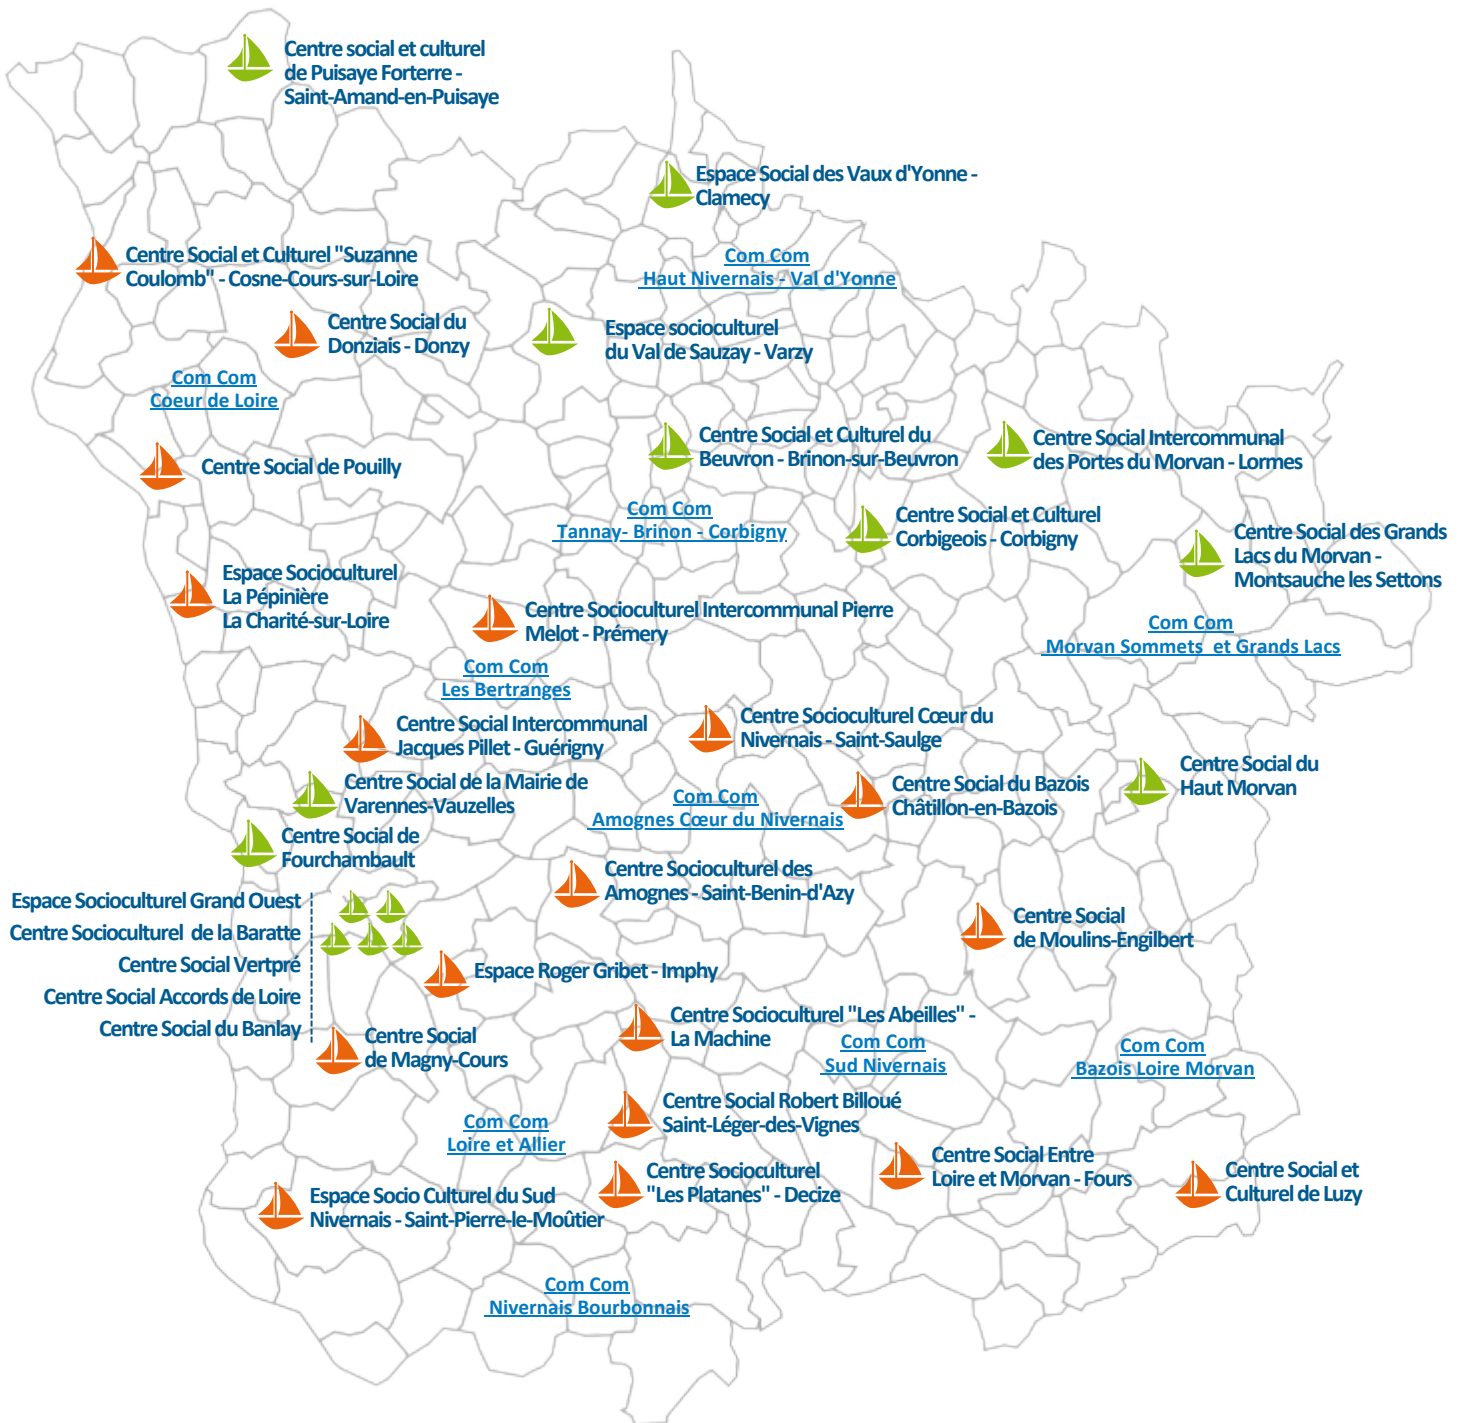 Centre social et culturel
de Puisaye Forterre -
Saint-Amand-en-Puisaye
Espace Social des Vaux d'Yonne -
Clamecy
Centre Social et Culturel "Suzanne
Coulomb" - Cosne-Cours-sur-Loire
Com Com
Haut Nivernais - Val d'Yonne
Centre Social du
Donziais - Donzy
Espace socioculturel
du Val de Sauzay - Varzy
Com Com
Coeur de Loire
Centre Social de Pouilly
Centre Social et Culturel du
Beuvron - Brinon-sur-Beuvron
Centre Social Intercommunal
des Portes du Morvan - Lormes
Com Com
Tannay- Brinon - Corbigny
Centre Social et Culturel
Corbigeois - Corbigny
Centre Social des Grands
Lacs du Morvan -
Montsauche les Settons
Espace Socioculturel
La Pépinière
La Charité-sur-Loire
Centre Socioculturel Intercommunal Pierre
Melot - Prémery
Com Com
Morvan Sommets et Grands Lacs
Com Com
Les Bertranges
Centre Social Intercommunal
Jacques Pillet - Guérigny
Centre Socioculturel Cœur du
Nivernais - Saint-Saulge
Centre Social du
Haut Morvan
Centre Social de la Mairie de
Varennes-Vauzelles
Com Com
Amognes Cœur du Nivernais
Centre Social du Bazois
Châtillon-en-Bazois
Centre Social de
Fourchambault
Centre Socioculturel des
Amognes - Saint-Benin-d'Azy
Espace Socioculturel Grand Ouest
Centre Socioculturel de la Baratte
Centre Social Vertpré
Centre Social Accords de Loire
Centre Social du Banlay
Centre Social
de Moulins-Engilbert
Espace Roger Gribet - Imphy
Centre Social
de Magny-Cours
Centre Socioculturel "Les Abeilles" -
La Machine
Com Com
Sud Nivernais
Com Com
Bazois Loire Morvan
Centre Social Robert Billoué
Saint-Léger-des-Vignes
Com Com
Loire et Allier
Centre Socioculturel
"Les Platanes" - Decize
Centre Social Entre
Loire et Morvan - Fours
Centre Social et
Culturel de Luzy
Espace Socio Culturel du Sud
Nivernais - Saint-Pierre-le-Moûtier
Com Com
Nivernais Bourbonnais